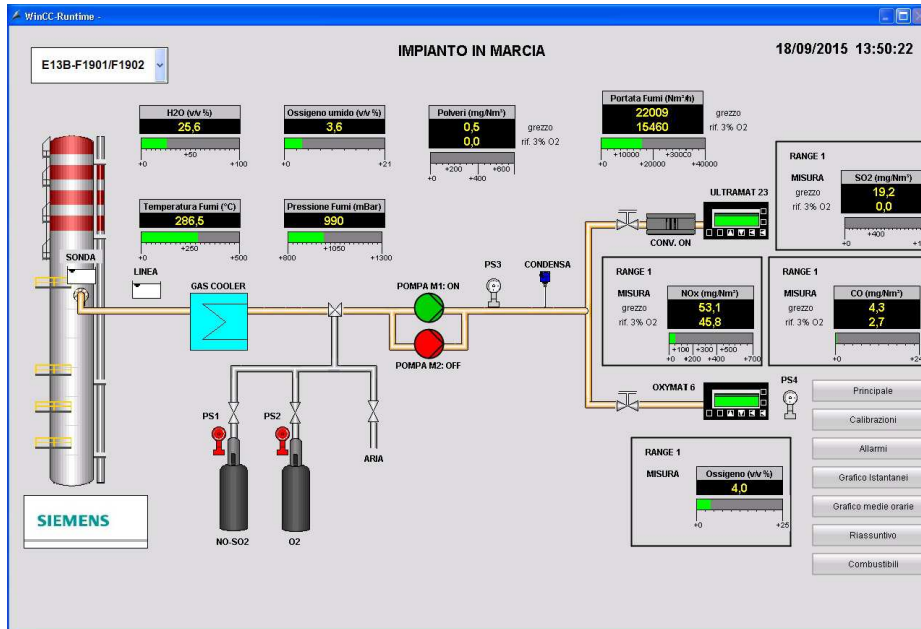 WinCC-Runtime -
E13B-F1901/F1902
IMPIANTO IN MARCIA
18/09/2015 13:50:22
H2O (v/v %)
25,6
+50
+0 +100
Ossigeno umido (v/v %)
3,6
+0 +21
Polveri (mg/Nm³)
0,5 grezzo
0,0 rif. 3% O2
+200 +600
+0 +400
Portata Fumi (Nm³/h)
22009 grezzo
15460 rif. 3% O2
+10000 +30000
+0 +20000 +40000
Temperatura Fumi (°C)
286,5
+250
+0 +500
Pressione Fumi (mBar)
990
+1050
+800 +1300
RANGE 1
MISURA SO2 (mg/Nm³)
grezzo 19,2
rif. 3% O2 0,0
+400
+0
ULTRAMAT 23
CONV. ON
SONDA
LINEA
GAS COOLER
POMPA M1: ON
POMPA M2: OFF
PS3
CONDENSA
RANGE 1
MISURA NOx (mg/Nm³)
grezzo 53,1
rif. 3% O2 45,8
+100 +300 +500
+0 +200 +400 +700
RANGE 1
MISURA CO (mg/Nm³)
grezzo 4,3
rif. 3% O2 2,7
+0
OXYMAT 6
PS4
PS1
PS2
ARIA
NO-SO2
O2
RANGE 1
MISURA Ossigeno (v/v %)
4,0
+0 +25
Principale
Calibrazioni
Allarmi
Grafico Istantanei
Grafico medie orarie
Riassuntivo
Combustibili
SIEMENS